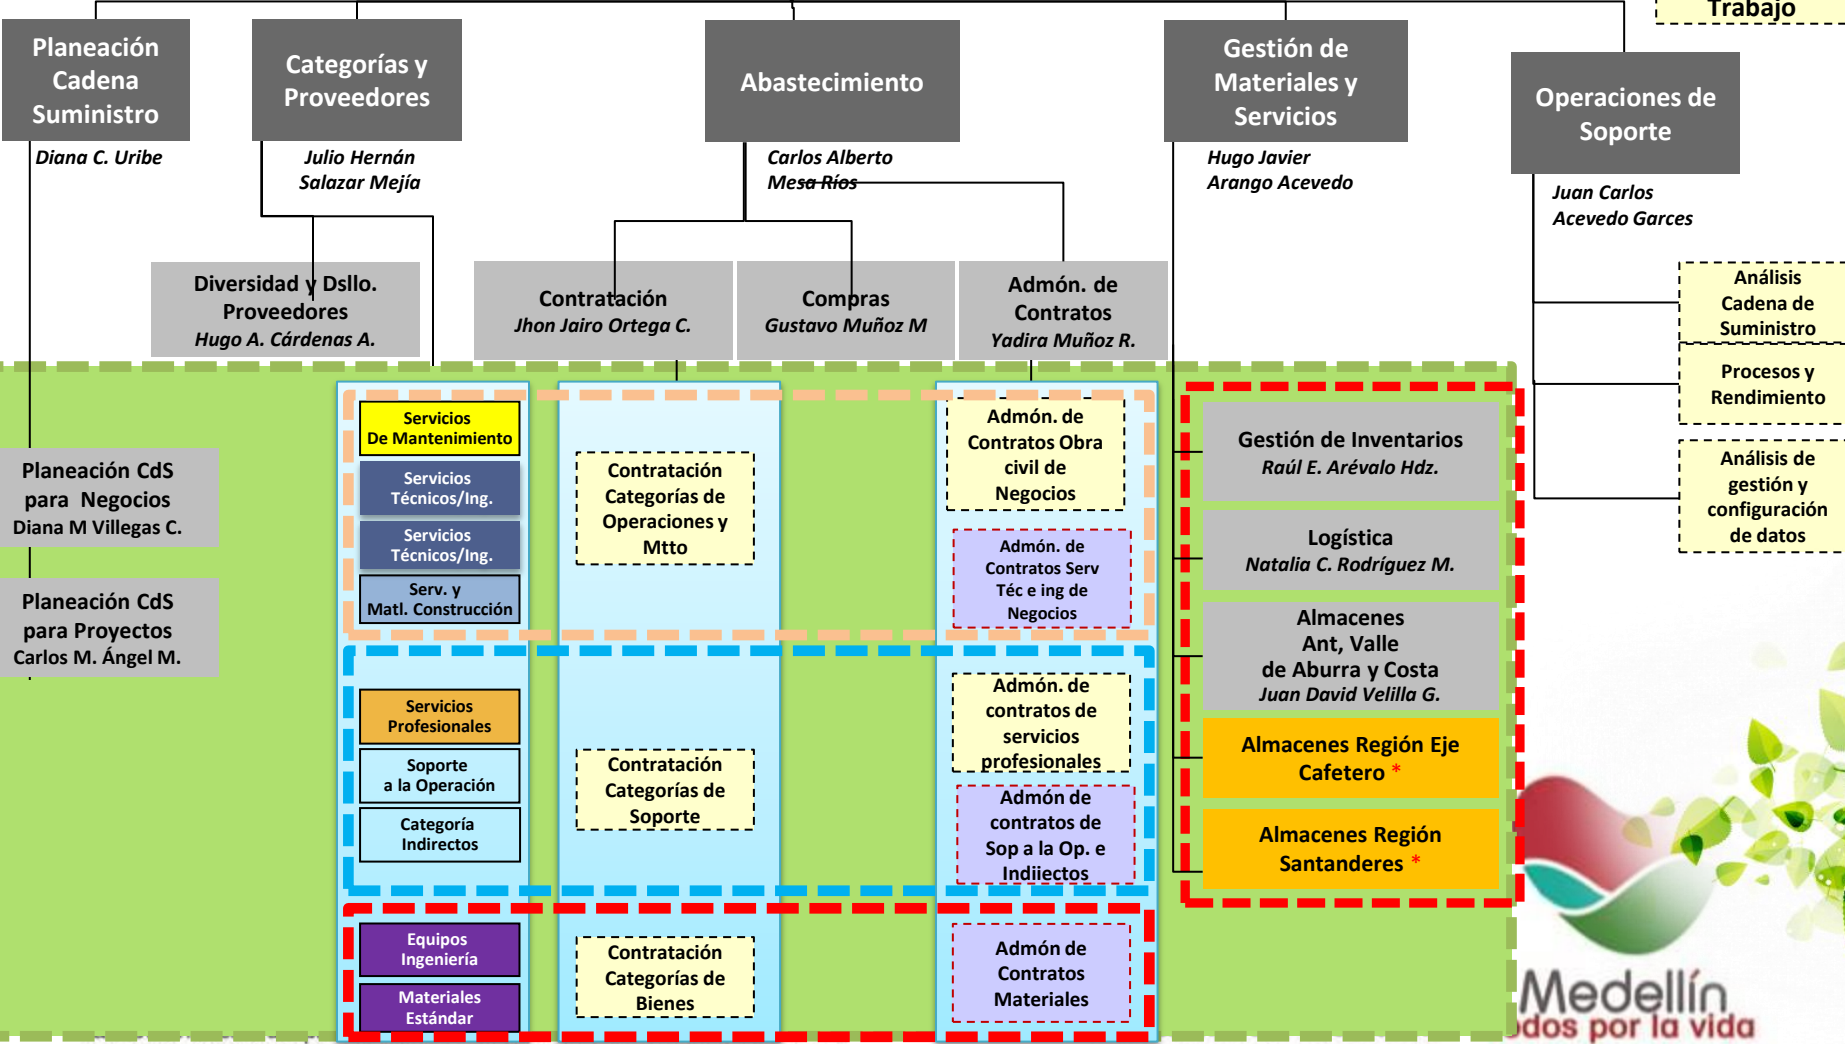 Trabajo
Planeación
Cadena
Suministro
Diana C. Uribe
Categorías y
Proveedores
Julio Hernán
Salazar Mejía
Abastecimiento
Carlos Alberto
Mesa Ríos
Gestión de
Materiales y
Servicios
Hugo Javier
Arango Acevedo
Operaciones de
Soporte
Juan Carlos
Acevedo Garces
Diversidad y Dsllo.
Proveedores
Hugo A. Cárdenas A.
Contratación
Jhon Jairo Ortega C.
Compras
Gustavo Muñoz M
Admón. de
Contratos
Yadira Muñoz R.
Análisis
Cadena de
Suministro
Procesos y
Rendimiento
Análisis de
gestión y
configuración
de datos
Planeación CdS
para Negocios
Diana M Villegas C.
Planeación CdS
para Proyectos
Carlos M. Ángel M.
Servicios
De Mantenimiento
Servicios
Técnicos/Ing.
Servicios
Técnicos/Ing.
Serv. y
Matl. Construcción
Servicios
Profesionales
Soporte
a la Operación
Categoría
Indirectos
Equipos
Ingeniería
Materiales
Estándar
Contratación
Categorías de
Operaciones y
Mtto
Contratación
Categorías de
Soporte
Contratación
Categorías de
Bienes
Admón. de
Contratos Obra
civil de
Negocios
Admón. de
Contratos Serv
Téc e ing de
Negocios
Admón. de
contratos de
servicios
profesionales
Admón de
contratos de
Sop a la Op. e
Indiiectos
Admón de
Contratos
Materiales
Gestión de Inventarios
Raúl E. Arévalo Hdz.
Logística
Natalia C. Rodríguez M.
Almacenes
Ant, Valle
de Aburra y Costa
Juan David Velilla G.
Almacenes Región Eje
Cafetero *
Almacenes Región
Santanderes *
Medellín
odos por la vida